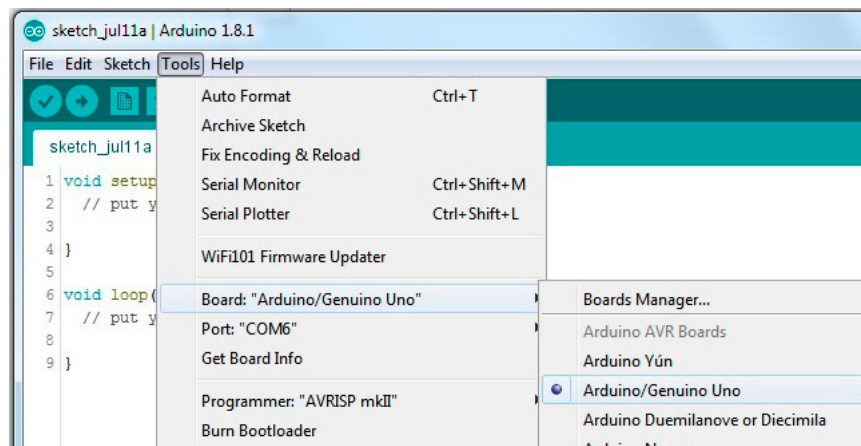 sketch_jul11a | Arduino 1.8.1
File Edit Sketch Tools Help
Auto Format Ctrl+T
Archive Sketch
sketch_jul11a
Fix Encoding & Reload
1 void setup
Serial Monitor Ctrl+Shift+M
2 // put y
Serial Plotter Ctrl+Shift+L
3
4 }
WiFi101 Firmware Updater
5
6 void loop(
Board: "Arduino/Genuino Uno"
Boards Manager...
7 // put y
Port: "COM6"
Arduino AVR Boards
8
9 }
Get Board Info
Arduino Yún
Arduino/Genuino Uno
Programmer: "AVRISP mkII"
Arduino Duemilanove or Diecimila
Burn Bootloader